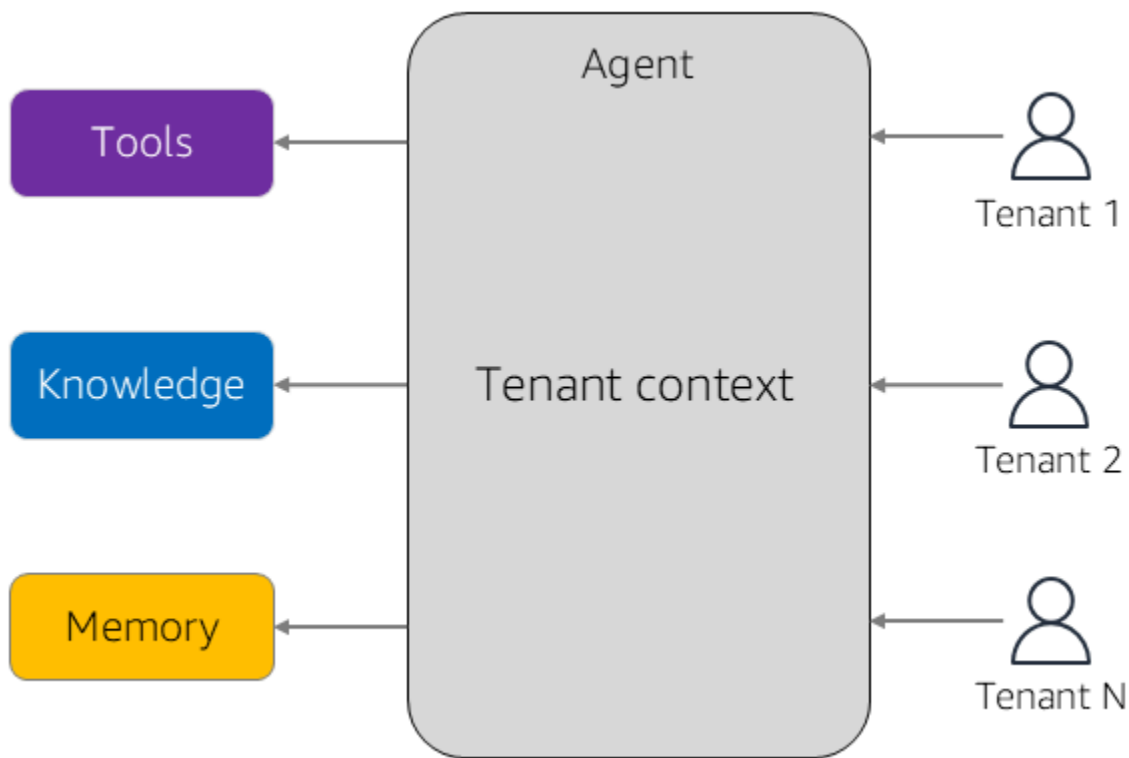 Agent
Tools
Tenant 1
Knowledge
Tenant context
Tenant 2
Memory
Tenant N